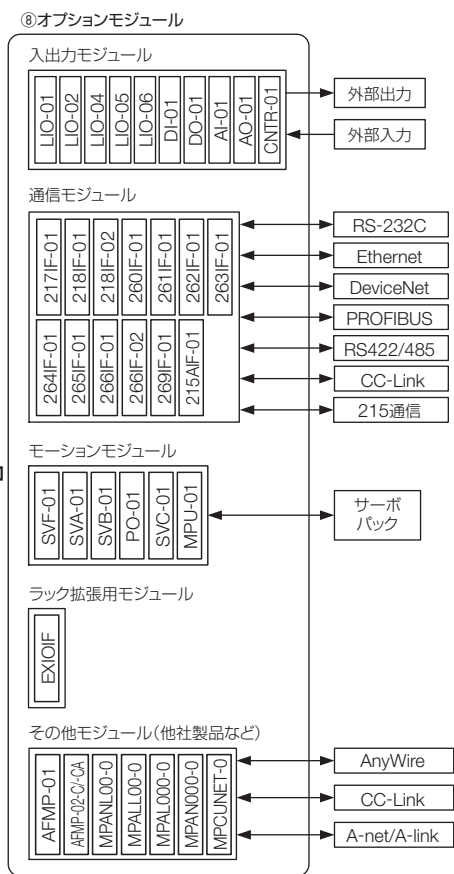 ⑧オプションモジュール
入出力モジュール
LIO-01
LIO-02
LIO-04
LIO-05
LIO-06
DI-01
DO-01
AI-01
AO-01
CNTR-01
外部出力
外部入力
通信モジュール
217IF-01
218IF-01
218IF-02
260IF-01
261IF-01
262IF-01
263IF-01
264IF-01
265IF-01
266IF-01
266IF-02
269IF-01
215AIF-01
RS-232C
Ethernet
DeviceNet
PROFIBUS
RS422/485
CC-Link
215通信
モーションモジュール
SVF-01
SVA-01
SVB-01
PO-01
SVC-01
MPU-01
サーボ
パック
ラック拡張用モジュール
EXIOIF
その他モジュール(他社製品など)
AFMP-01
AFMP-02-C/-CA
MPANL00-0
MPALL00-0
MPAL000-0
MPAN000-0
MPCUNET-0
AnyWire
CC-Link
A-net/A-link